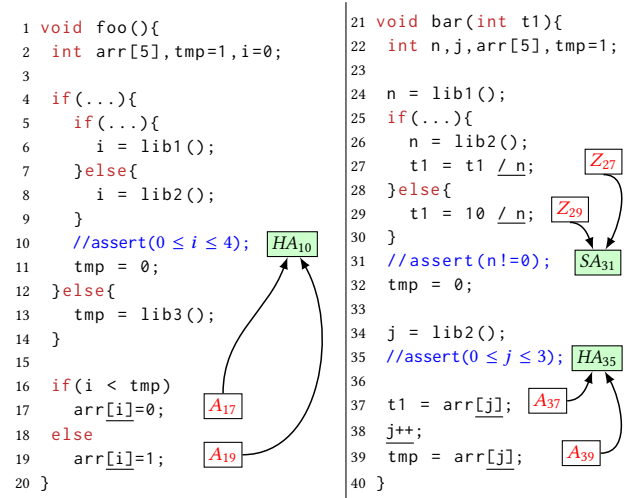 1 void foo(){
2 int arr[5],tmp=1,i=0;
3
4 if(...){
5 if(...){
6 i = lib1();
7 }else{
8 i = lib2();
9 }
10 //assert(0 ≤ i ≤ 4); HA10
11 tmp = 0;
12 }else{
13 tmp = lib3();
14 }
15
16 if(i < tmp)
17 arr[i]=0; A17
18 else
19 arr[i]=1; A19
20 }
21 void bar(int t1){
22 int n,j,arr[5],tmp=1;
23
24 n = lib1();
25 if(...){
26 n = lib2();
27 t1 = t1 / n; Z27
28 }else{
29 t1 = 10 / n; Z29
30 }
31 //assert(n!=0); SA31
32 tmp = 0;
33
34 j = lib2();
35 //assert(0 ≤ j ≤ 3); HA35
36
37 t1 = arr[j]; A37
38 j++;
39 tmp = arr[j]; A39
40 }